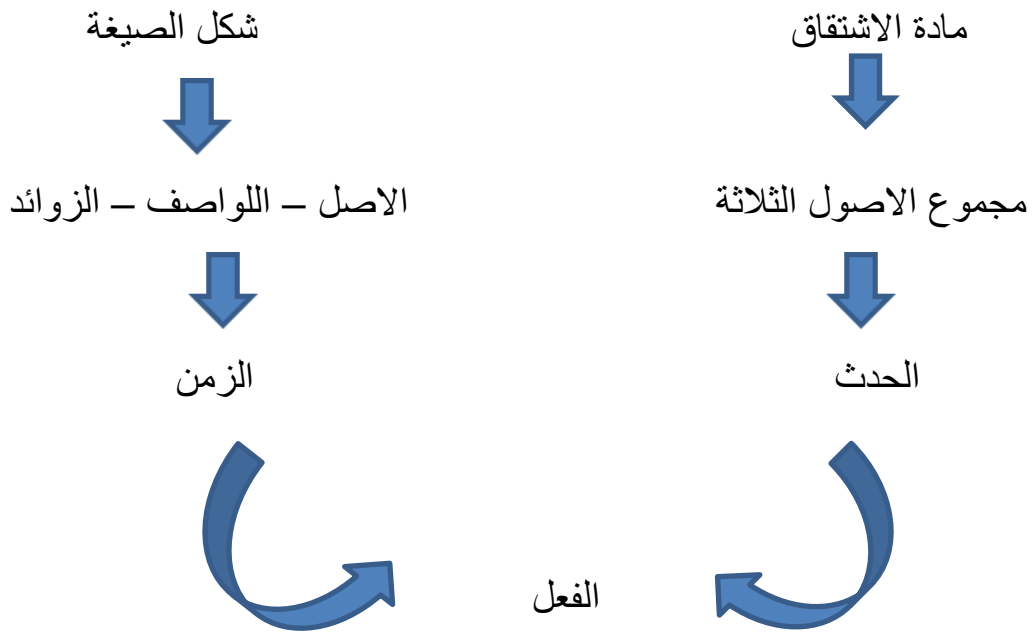 مادة الاشتقاق
شكل الصيغة
مجموع الاصول الثلاثة
الاصل – اللواصف – الزوائد
الحدث
الزمن
الفعل